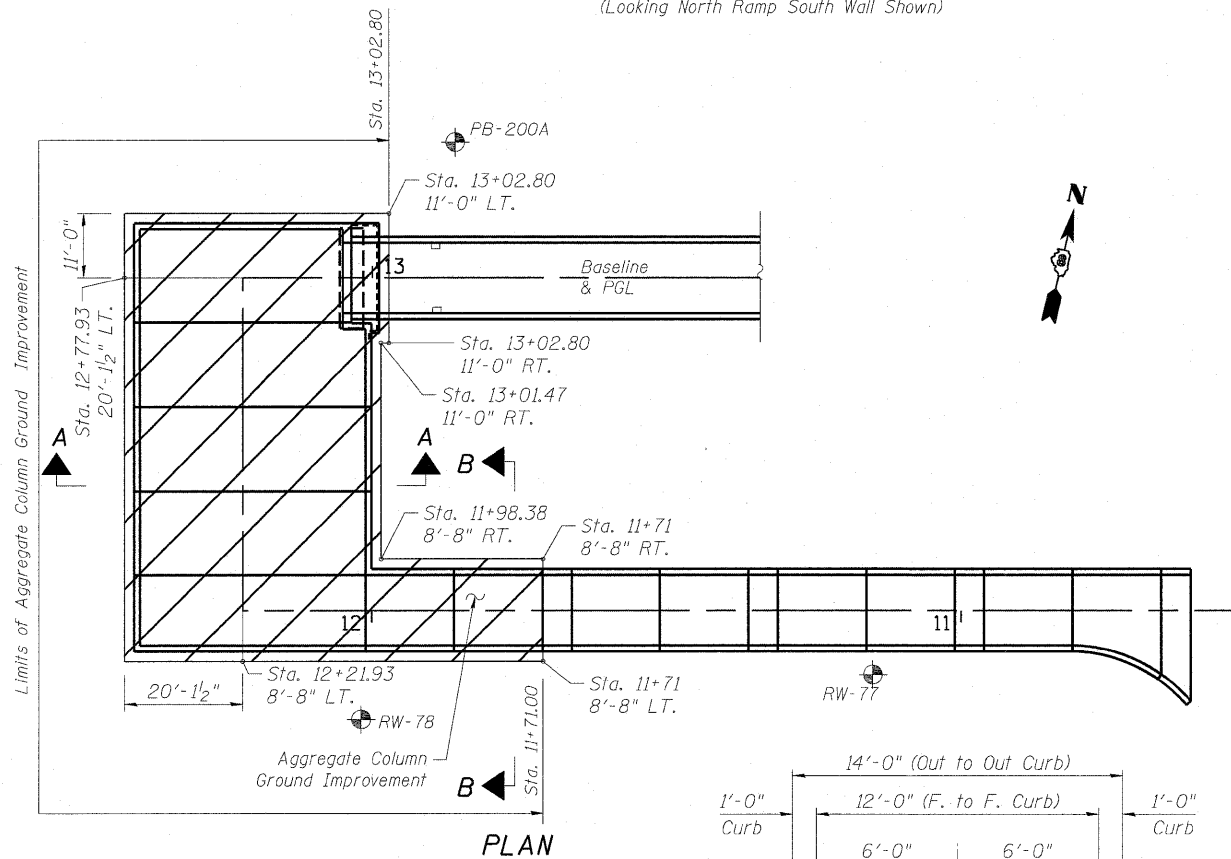 (Looking North Ramp South Wall Shown)
Sta. 13+02.80
PB-200A
Sta. 13+02.80
11'-0" LT.
N
11'-0"
13
Baseline
& PGL
Sta. 12+77.93
20'-1½" LT.
Limits of Aggregate Column Ground Improvement
Sta. 13+02.80
11'-0" RT.
Sta. 13+01.47
11'-0" RT.
A
A
B
Sta. 11+98.38
8'-8" RT.
Sta. 11+71
8'-8" RT.
12
11
Sta. 12+21.93
8'-8" LT.
20'-1½"
Sta. 11+71
8'-8" LT.
RW-77
RW-78
Sta. 11+71.00
Aggregate Column
Ground Improvement
B
PLAN
14'-0" (Out to Out Curb)
1'-0"
Curb
12'-0" (F. to F. Curb)
1'-0"
Curb
6'-0"
6'-0"